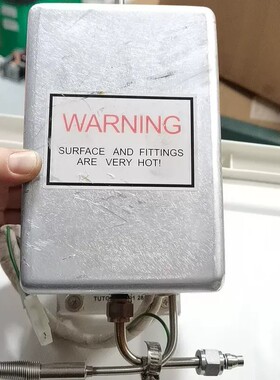 WARNING
SURFACE AND FITTINGS
ARE VERY HOT!